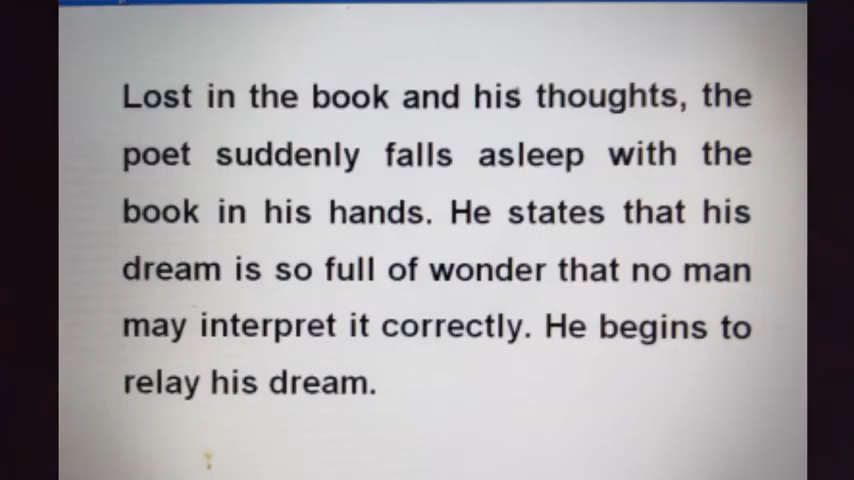 Lost in the book and his thoughts, the
poet suddenly falls asleep with the
book in his hands. He states that his
dream is so full of wonder that no man
may interpret it correctly. He begins to
relay his dream.